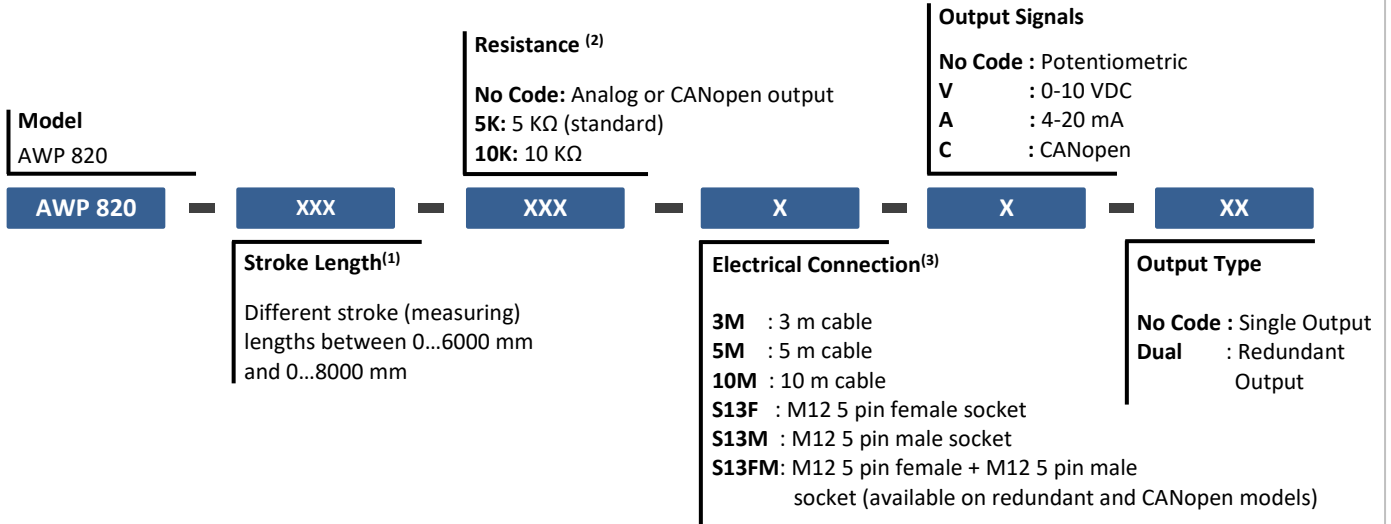 Output Signals
No Code : Potentiometric
V : 0-10 VDC
A : 4-20 mA
C : CANopen
Resistance (2)
No Code: Analog or CANopen output
5K: 5 KΩ (standard)
10K: 10 KΩ
Model
AWP 820
AWP 820 - XXX - XXX - X - X - XX
Stroke Length(1)
Different stroke (measuring)
lengths between 0...6000 mm
and 0...8000 mm
Electrical Connection(3)
3M : 3 m cable
5M : 5 m cable
10M : 10 m cable
S13F : M12 5 pin female socket
S13M : M12 5 pin male socket
S13FM: M12 5 pin female + M12 5 pin male
socket (available on redundant and CANopen models)
Output Type
No Code : Single Output
Dual : Redundant
Output